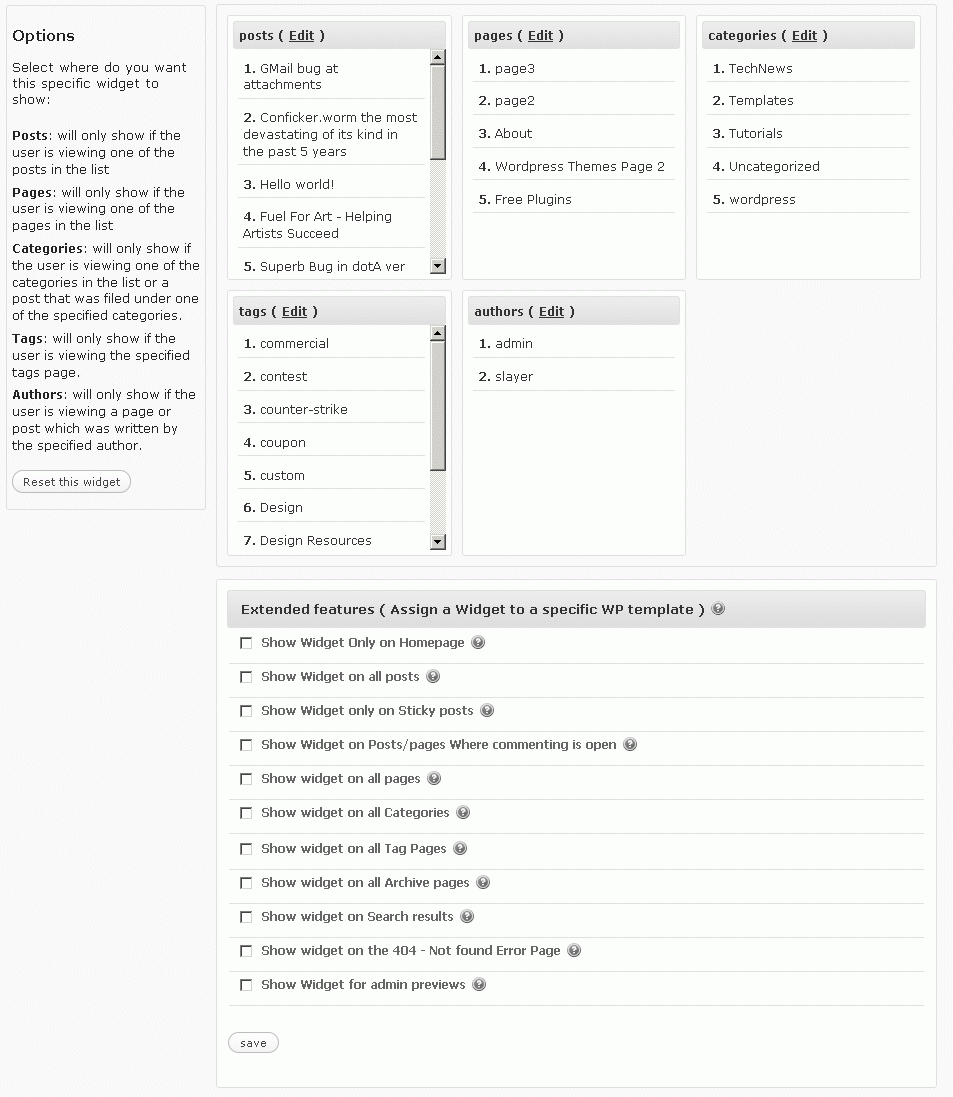 Options
Select where do you want
this specific widget to
show:
Posts: will only show if the
user is viewing one of the
posts in the list
Pages: will only show if the
user is viewing one of the
pages in the list
Categories: will only show if
the user is viewing one of the
categories in the list or a
post that was filed under one
of the specified categories.
Tags: will only show if the
user is viewing the specified
tags page.
Authors: will only show if the
user is viewing a page or
post which was written by
the specified author.
Reset this widget
posts ( Edit )
1. GMail bug at
attachments
2. Conficker.worm the most
devastating of its kind in
the past 5 years
3. Hello world!
4. Fuel For Art - Helping
Artists Succeed
5. Superb Bug in dotA ver
pages ( Edit )
1. page3
2. page2
3. About
4. Wordpress Themes Page 2
5. Free Plugins
categories ( Edit )
1. TechNews
2. Templates
3. Tutorials
4. Uncategorized
5. wordpress
tags ( Edit )
1. commercial
2. contest
3. counter-strike
4. coupon
5. custom
6. Design
7. Design Resources
authors ( Edit )
1. admin
2. slayer
Extended features ( Assign a Widget to a specific WP template ) ?
Show Widget Only on Homepage ?
Show Widget on all posts ?
Show Widget only on Sticky posts ?
Show Widget on Posts/pages Where commenting is open ?
Show widget on all pages ?
Show widget on all Categories ?
Show widget on all Tag Pages ?
Show widget on all Archive pages ?
Show widget on Search results ?
Show widget on the 404 - Not found Error Page ?
Show Widget for admin previews ?
save